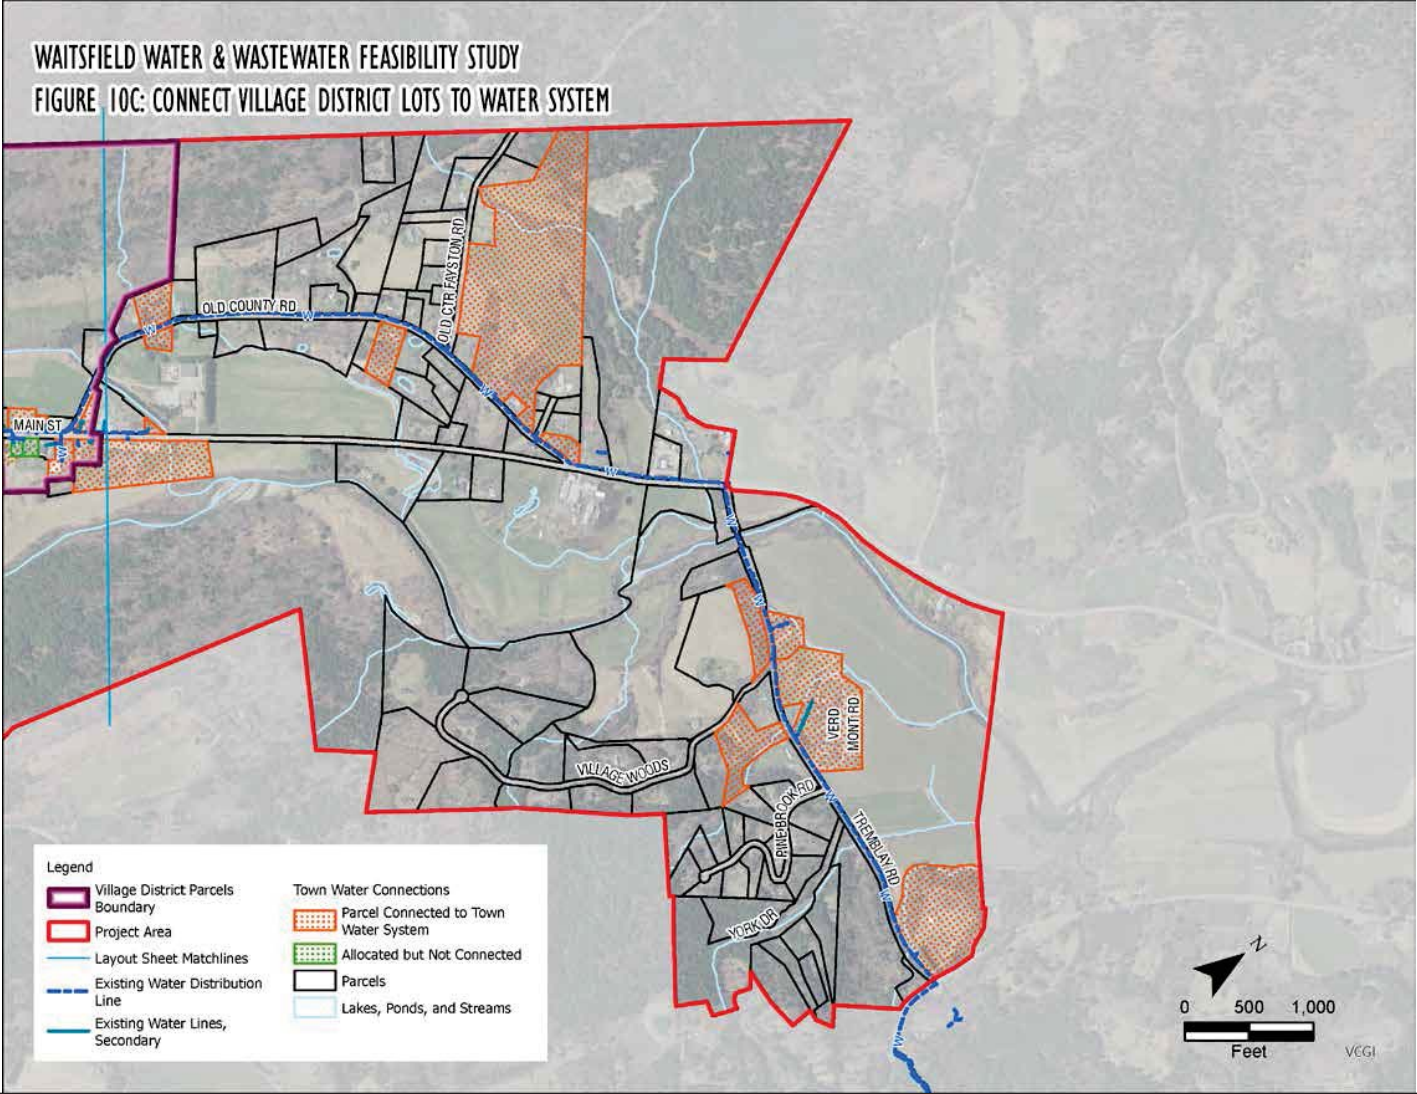 WAITSFIELD WATER & WASTEWATER FEASIBILITY STUDY
FIGURE 10C: CONNECT VILLAGE DISTRICT LOTS TO WATER SYSTEM
OLD CTR FAYSTON RD
OLD COUNTY RD
W
W
W
MAIN ST
W
W
W
W
VERD
MONT RD
VILLAGE WOODS
PINE BROOK RD
W
TREMBLAY RD
W
YORK DR
W
Legend
Village District Parcels
Boundary
Project Area
Layout Sheet Matchlines
Existing Water Distribution
Line
Existing Water Lines,
Secondary
Town Water Connections
Parcel Connected to Town
Water System
Allocated but Not Connected
Parcels
Lakes, Ponds, and Streams
N
0 500 1,000
Feet
VCGI